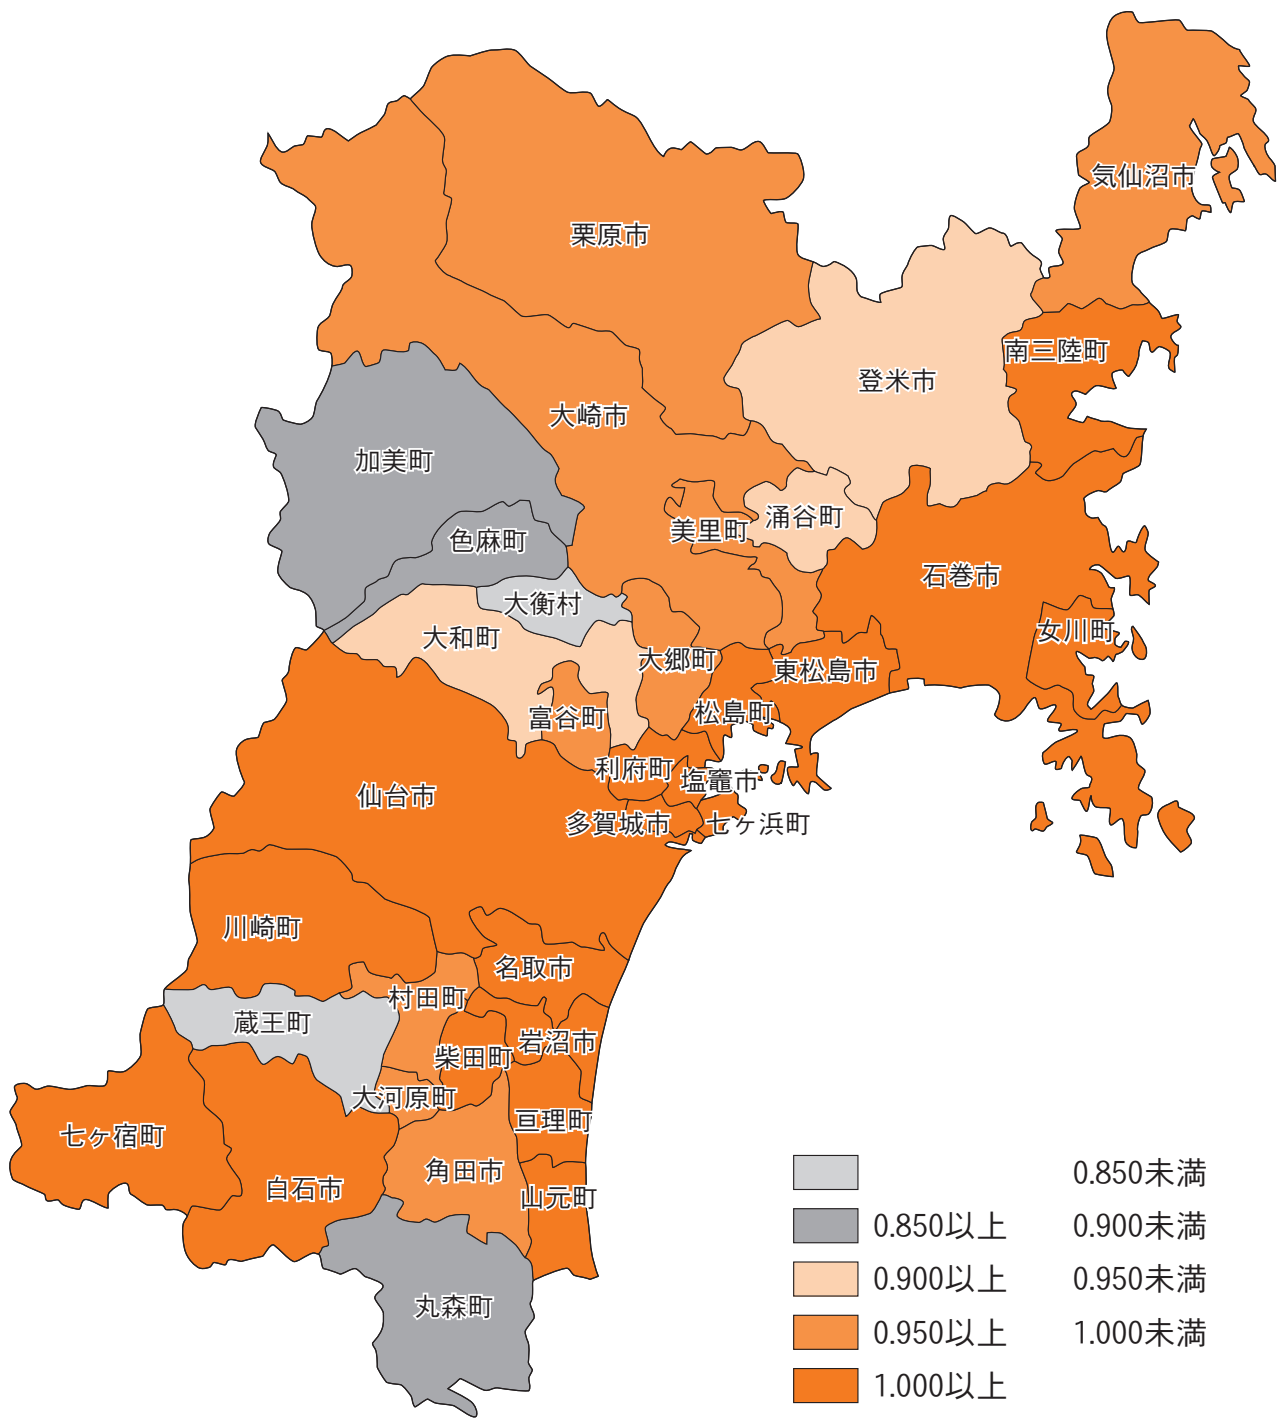 気仙沼市
栗原市
南三陸町
登米市
大崎市
加美町
涌谷町
美里町
色麻町
石巻市
大衡村
女川町
大和町
大郷町
東松島市
松島町
富谷町
利府町
塩竈市
仙台市
多賀城市
七ヶ浜町
川崎町
名取市
村田町
蔵王町
岩沼市
柴田町
大河原町
亘理町
七ヶ宿町
角田市
白石市
山元町
丸森町
0.850未満
0.850以上 0.900未満
0.900以上 0.950未満
0.950以上 1.000未満
1.000以上